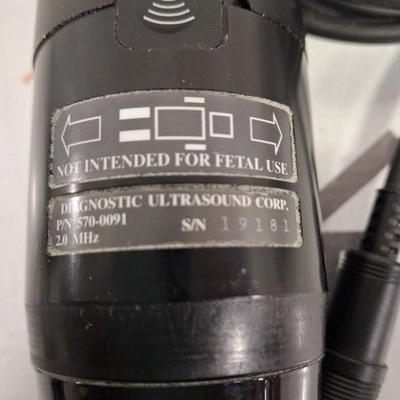 NOT INTENDED FOR FETAL USE
DIAGNOSTIC ULTRASOUND CORP.
P/N 570-0091 S/N 19181
2.0 MHz